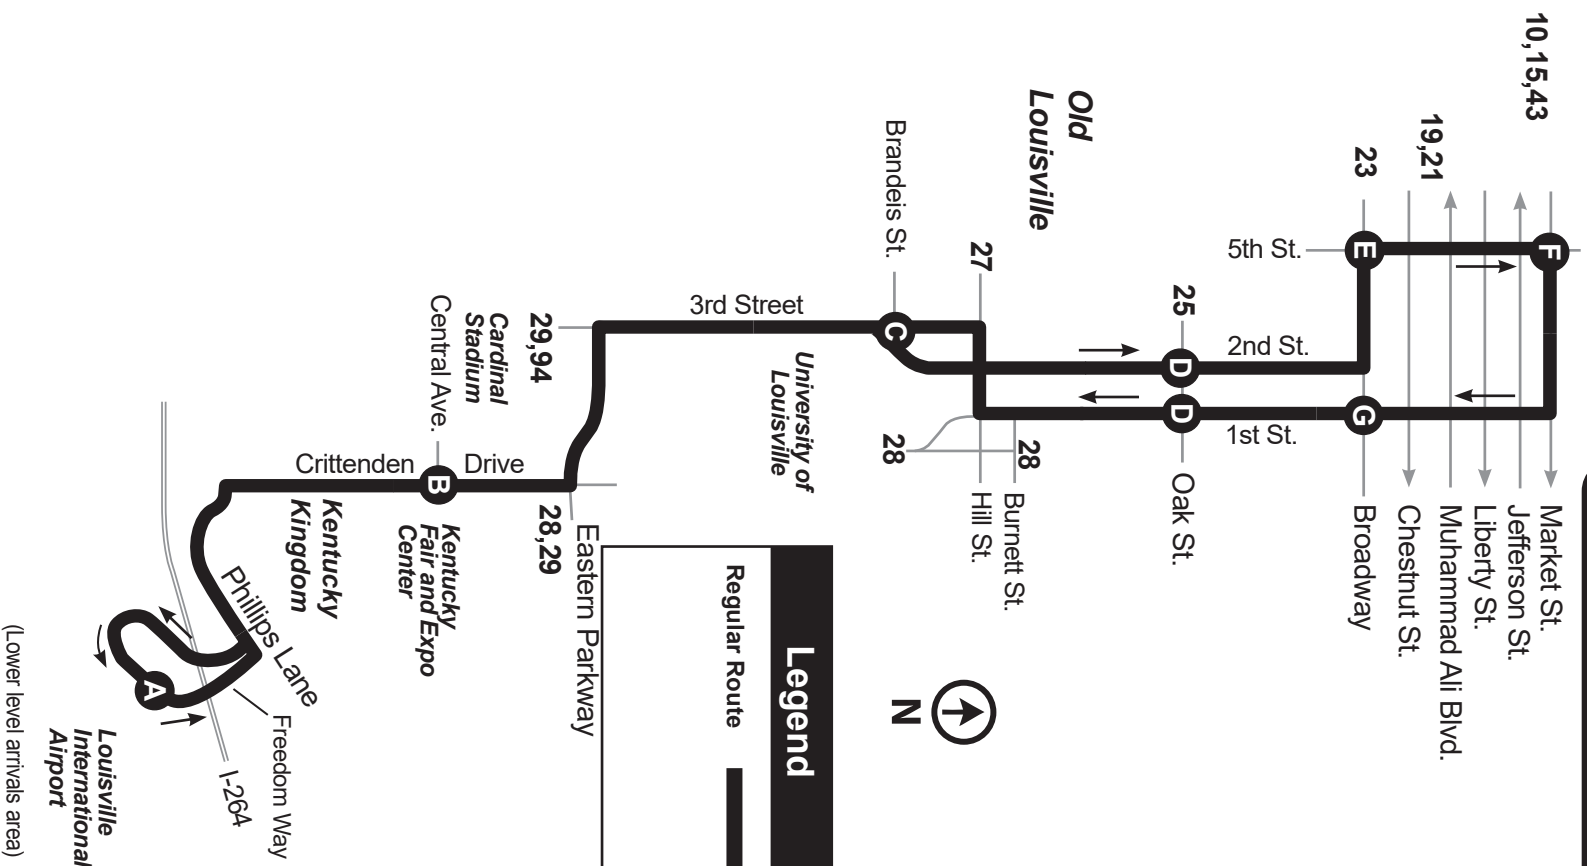 10,15,43
19,21
23
Market St.
Jefferson St.
Liberty St.
Muhammad Ali Blvd.
Chestnut St.
Broadway
F
E
G
5th St.
2nd St.
1st St.
25
D
D
Oak St.
Old
Louisville
27
28
28
Burnett St.
Hill St.
Brandeis St.
C
3rd Street
University of
Louisville
29,94
Cardinal
Stadium
Central Ave.
28,29
Eastern Parkway
Crittenden
B
Drive
Kentucky
Fair and Expo
Center
Kentucky
Kingdom
Phillips Lane
A
Freedom Way
I-264
Louisville
International
Airport
(Lower level arrivals area)
N
Legend
Regular Route